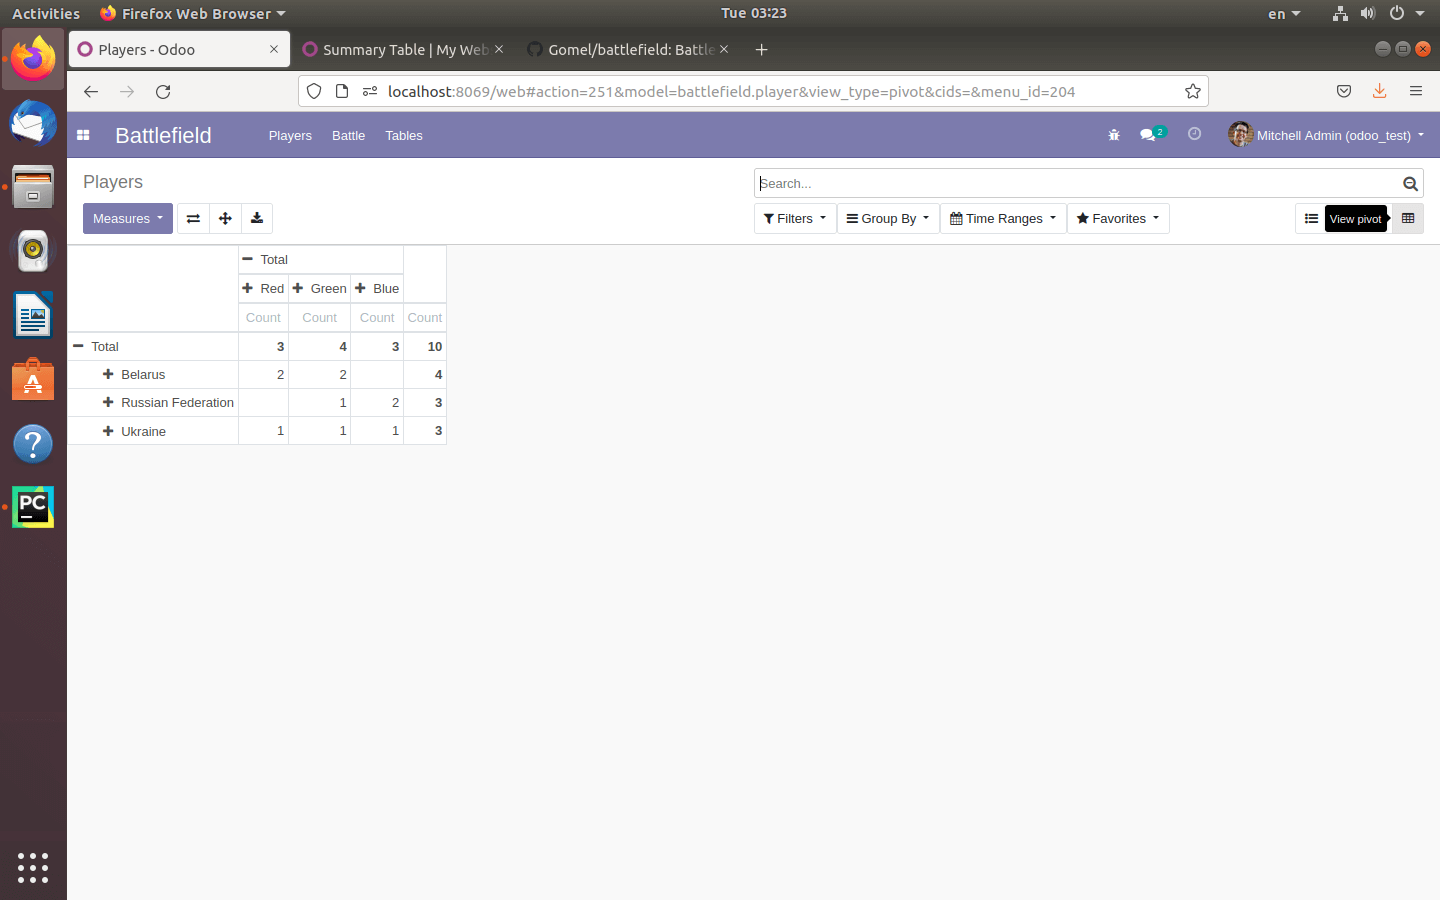 Activities Firefox Web Browser Tue 03:23 en
Players - Odoo Summary Table | My Web Gomel/battlefield: Battle
localhost:8069/web#action=251&model=battlefield.player&view_type=pivot&cids=&menu_id=204
Battlefield Players Battle Tables 2 Mitchell Admin (odoo_test)
Players Search...
Measures Filters Group By Time Ranges Favorites View pivot
Total
Red Green Blue
Count Count Count Count
Total 3 4 3 10
Belarus 2 2 4
Russian Federation 1 2 3
Ukraine 1 1 1 3
PC